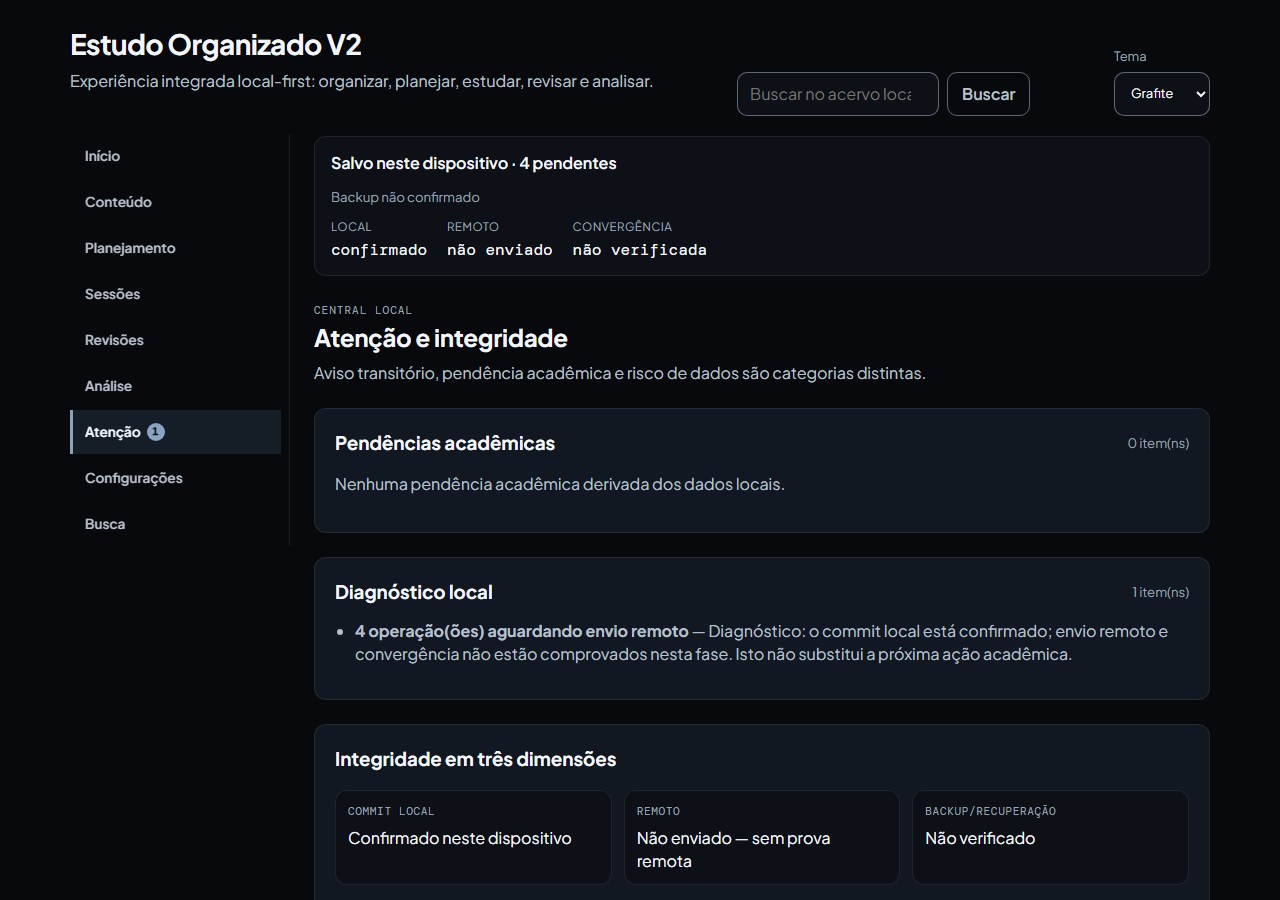 Estudo Organizado V2
Experiência integrada local-first: organizar, planejar, estudar, revisar e analisar.
Buscar no acervo loca
Buscar
Tema
Grafite
Início
Conteúdo
Planejamento
Sessões
Revisões
Análise
Atenção 1
Configurações
Busca
Salvo neste dispositivo · 4 pendentes
Backup não confirmado
LOCAL REMOTO CONVERGÊNCIA
confirmado não enviado não verificada
CENTRAL LOCAL
Atenção e integridade
Aviso transitório, pendência acadêmica e risco de dados são categorias distintas.
Pendências acadêmicas 0 item(ns)
Nenhuma pendência acadêmica derivada dos dados locais.
Diagnóstico local 1 item(ns)
• 4 operação(ões) aguardando envio remoto — Diagnóstico: o commit local está confirmado; envio remoto e
convergência não estão comprovados nesta fase. Isto não substitui a próxima ação acadêmica.
Integridade em três dimensões
COMMIT LOCAL
Confirmado neste dispositivo
REMOTO
Não enviado — sem prova
remota
BACKUP/RECUPERAÇÃO
Não verificado